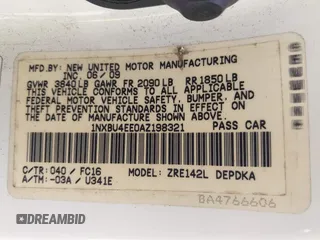 MFD.BY: NEW UNITED MOTOR MANUFACTURING
INC. 06/09
GVWR 3840LB GAWR FR 2090LB RR1850LB
THIS VEHICLE CONFORMS TO ALL APPLICABLE
FEDERAL MOTOR VEHICLE SAFETY, BUMPER, AND
THEFT PREVENTION STANDARDS IN EFFECT ON
THE DATE OF MANUFACTURE SHOWN ABOVE.
1NXBU4EE0AZ198321 PASS CAR
C/TR: 040 / FC16 MODEL: ZRE142L DEPDKA
A/TM: -03A / U341E
BA4766606
DREAMBID